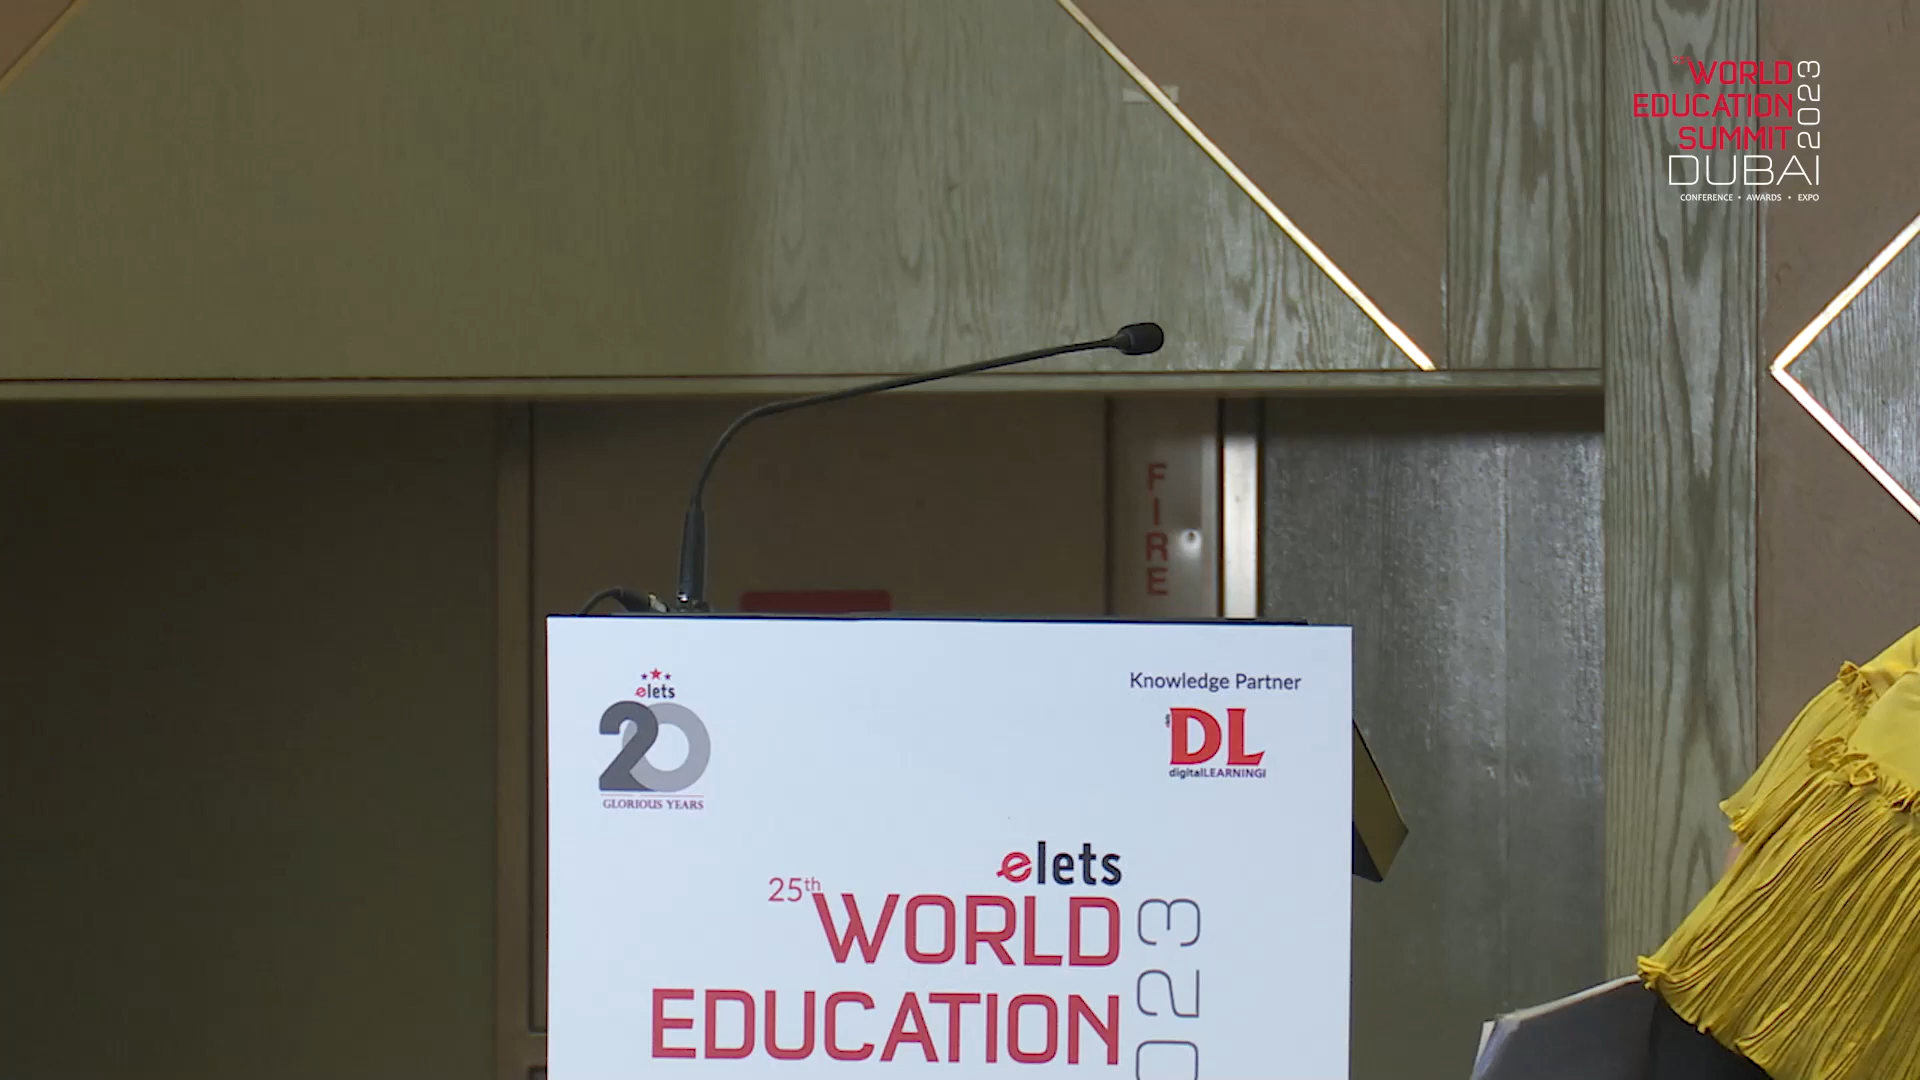 WORLD
EDUCATION
SUMMIT
2023
DUBAI
CONFERENCE • AWARDS • EXPO
FIRE
elets
20
GLORIOUS YEARS
Knowledge Partner
DL
digitalLEARNING
elets
25th
WORLD
EDUCATION
2023